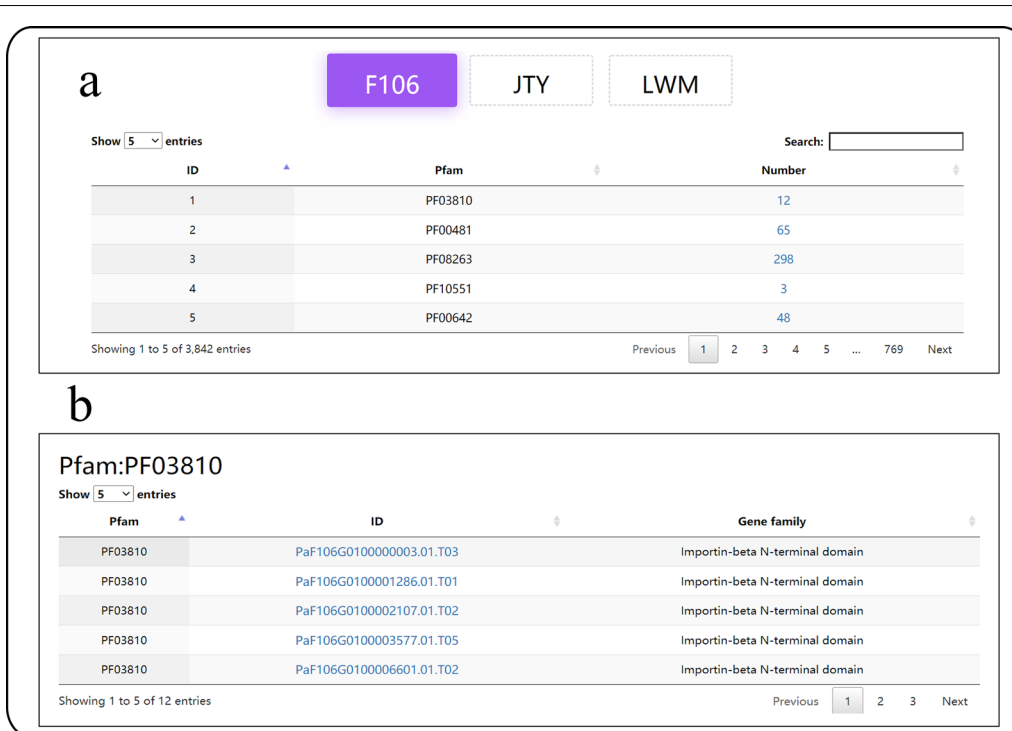 a
F106 JTY LWM
Show 5 entries Search:
ID Pfam Number
1 PF03810 12
2 PF00481 65
3 PF08263 298
4 PF10551 3
5 PF00642 48
Showing 1 to 5 of 3,842 entries Previous 1 2 3 4 5 ... 769 Next
b
Pfam:PF03810
Show 5 entries
Pfam ID Gene family
PF03810 PaF106G0100000003.01.T03 Importin-beta N-terminal domain
PF03810 PaF106G0100001286.01.T01 Importin-beta N-terminal domain
PF03810 PaF106G0100002107.01.T02 Importin-beta N-terminal domain
PF03810 PaF106G0100003577.01.T05 Importin-beta N-terminal domain
PF03810 PaF106G0100006601.01.T02 Importin-beta N-terminal domain
Showing 1 to 5 of 12 entries Previous 1 2 3 Next